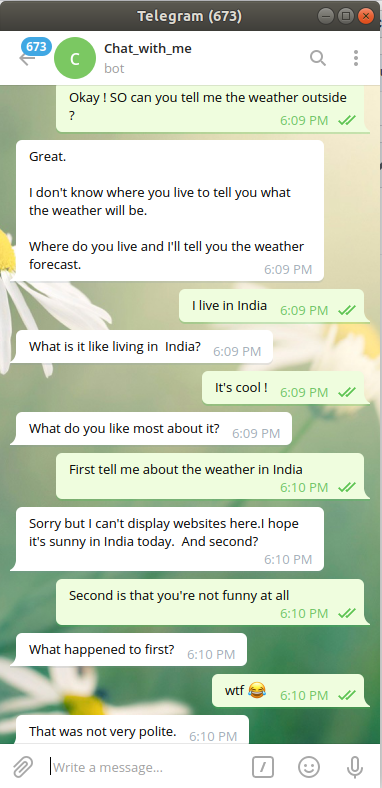 Telegram (673)
673
Chat_with_me
C
bot
Okay ! SO can you tell me the weather outside
?
6:09 PM
Great.
I don't know where you live to tell you what
the weather will be.
Where do you live and I'll tell you the weather
forecast.
6:09 PM
I live in India 6:09 PM
What is it like living in  India? 6:09 PM
It's cool ! 6:09 PM
What do you like most about it? 6:09 PM
First tell me about the weather in India
6:10 PM
Sorry but I can't display websites here.I hope
it's sunny in India today.  And second?
6:10 PM
Second is that you're not funny at all
6:10 PM
What happened to first? 6:10 PM
wtf 😂 6:10 PM
That was not very polite. 6:10 PM
Write a message...